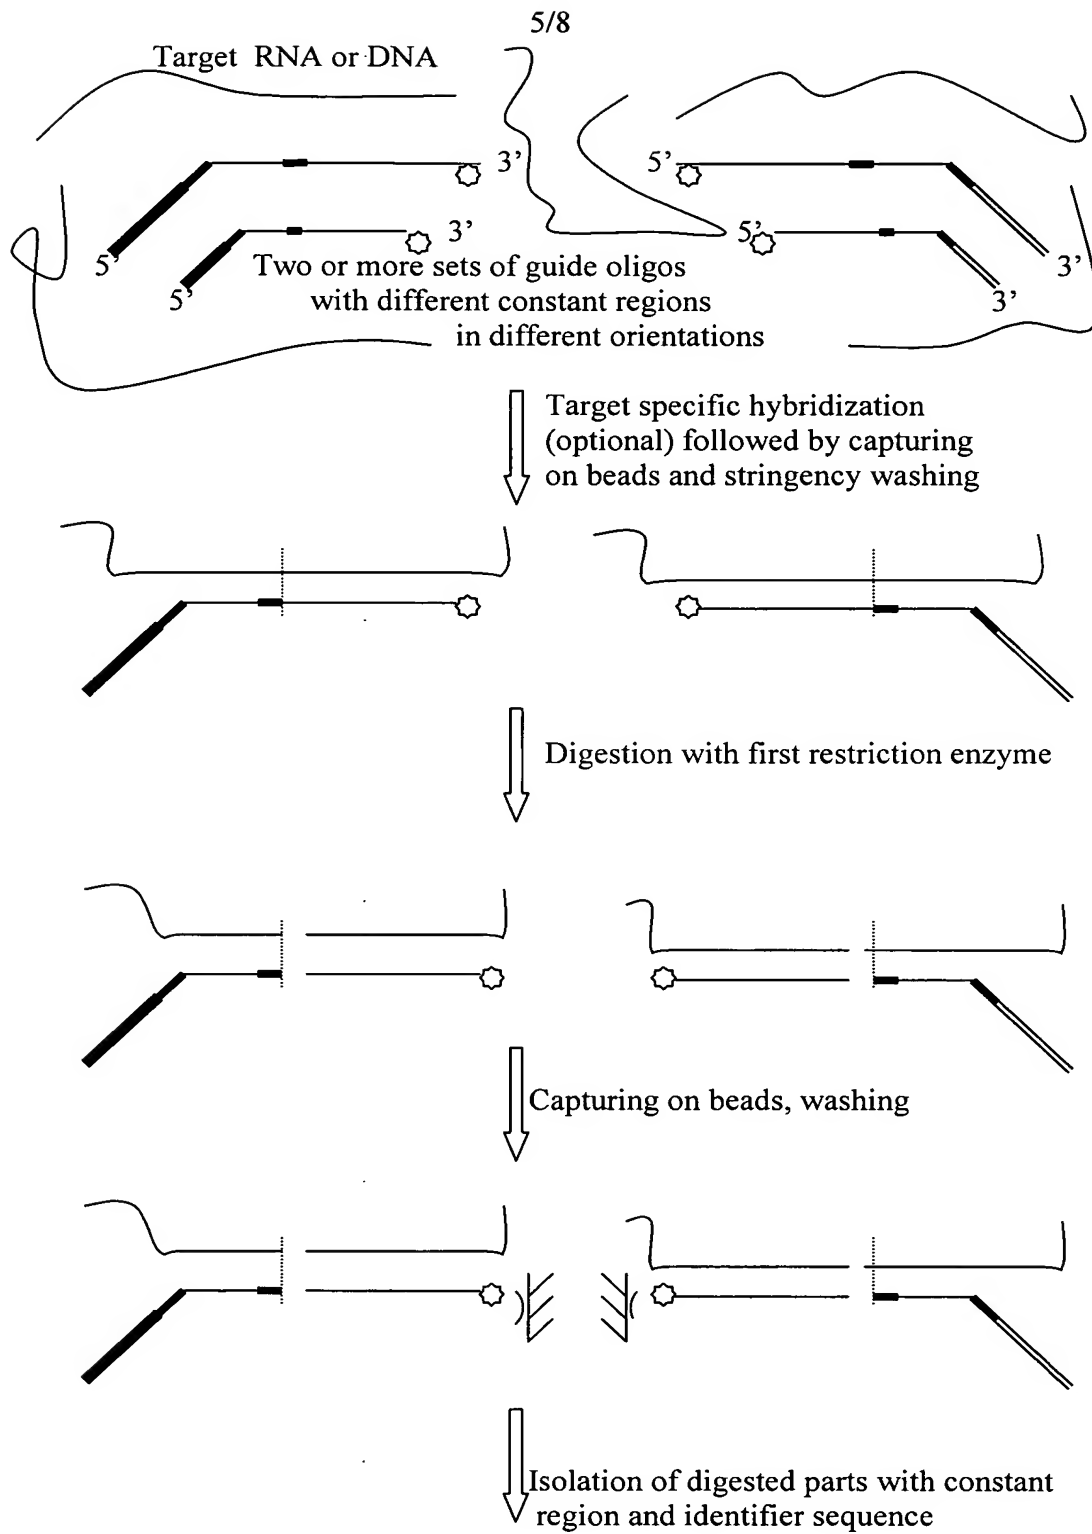 5/8
Target RNA or DNA
3'
5'
3'
5'
5'
3'
5'
3'
Two or more sets of guide oligos
with different constant regions
in different orientations
Target specific hybridization
(optional) followed by capturing
on beads and stringency washing
Digestion with first restriction enzyme
Capturing on beads, washing
Isolation of digested parts with constant
region and identifier sequence